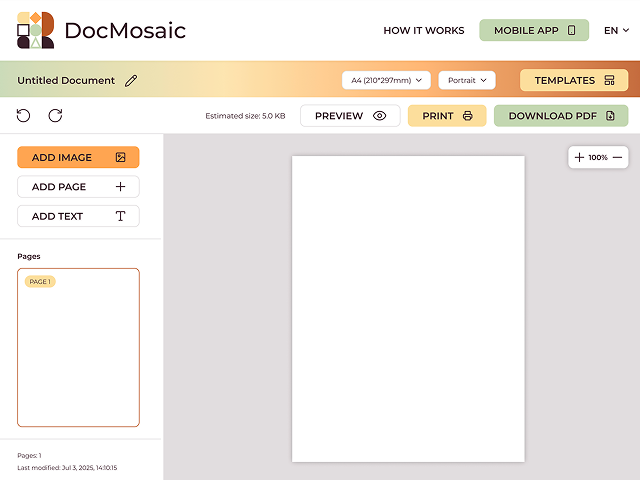 DocMosaic
HOW IT WORKS
MOBILE APP
EN
Untitled Document
A4 (210*297mm)
Portrait
TEMPLATES
Estimated size: 5.0 KB
PREVIEW
PRINT
DOWNLOAD PDF
ADD IMAGE
ADD PAGE
ADD TEXT
100%
Pages
PAGE 1
Pages: 1
Last modified: Jul 3, 2025, 14:10:15